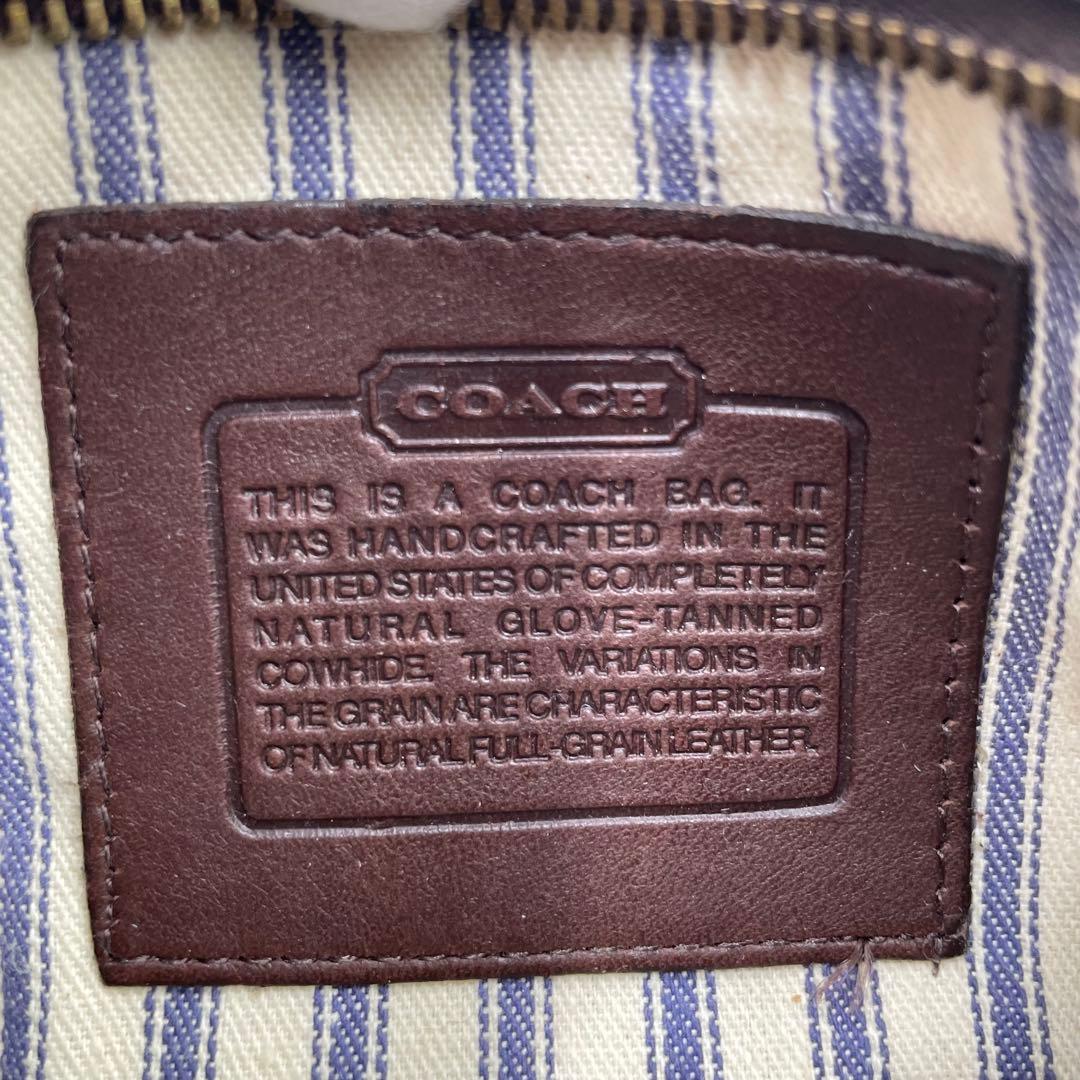 COACH
THIS IS A COACH BAG. IT
WAS HANDCRAFTED IN THE
UNITED STATES OF COMPLETELY
NATURAL GLOVE-TANNED
COWHIDE. THE VARIATIONS IN
THE GRAIN ARE CHARACTERISTIC
OF NATURAL FULL-GRAIN LEATHER.